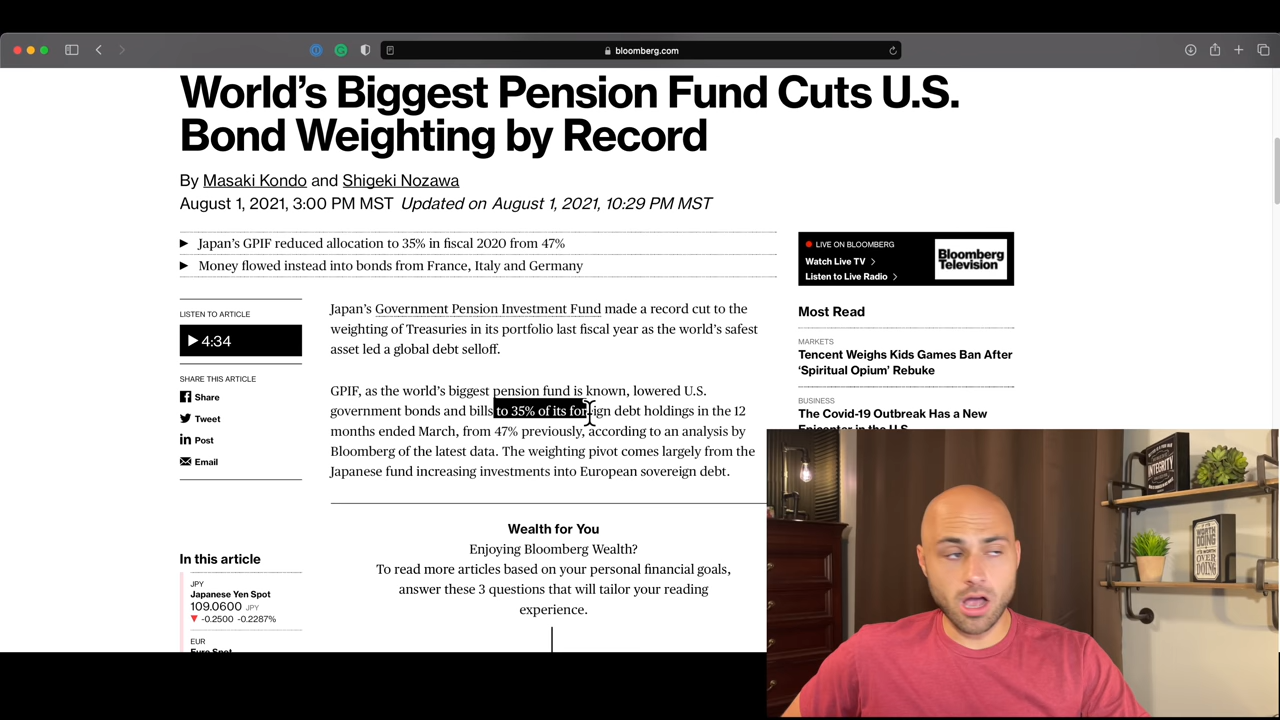 bloomberg.com
World's Biggest Pension Fund Cuts U.S.
Bond Weighting by Record
By Masaki Kondo and Shigeki Nozawa
August 1, 2021, 3:00 PM MST Updated on August 1, 2021, 10:29 PM MST
Japan's GPIF reduced allocation to 35% in fiscal 2020 from 47%
Money flowed instead into bonds from France, Italy and Germany
LISTEN TO ARTICLE
4:34
SHARE THIS ARTICLE
Share
Tweet
Post
Email
Japan's Government Pension Investment Fund made a record cut to the
weighting of Treasuries in its portfolio last fiscal year as the world's safest
asset led a global debt selloff.
GPIF, as the world's biggest pension fund is known, lowered U.S.
government bonds and bills to 35% of its foreign debt holdings in the 12
months ended March, from 47% previously, according to an analysis by
Bloomberg of the latest data. The weighting pivot comes largely from the
Japanese fund increasing investments into European sovereign debt.
Wealth for You
Enjoying Bloomberg Wealth?
To read more articles based on your personal financial goals,
answer these 3 questions that will tailor your reading
experience.
In this article
JPY
Japanese Yen Spot
109.0600 JPY
▼ -0.2500 -0.2287%
EUR
Euro Spot
LIVE ON BLOOMBERG
Watch Live TV
Listen to Live Radio
Bloomberg
Television
Most Read
MARKETS
Tencent Weighs Kids Games Ban After
'Spiritual Opium' Rebuke
BUSINESS
The Covid-19 Outbreak Has a New
Epicenter in the U.S.
INTEGRITY